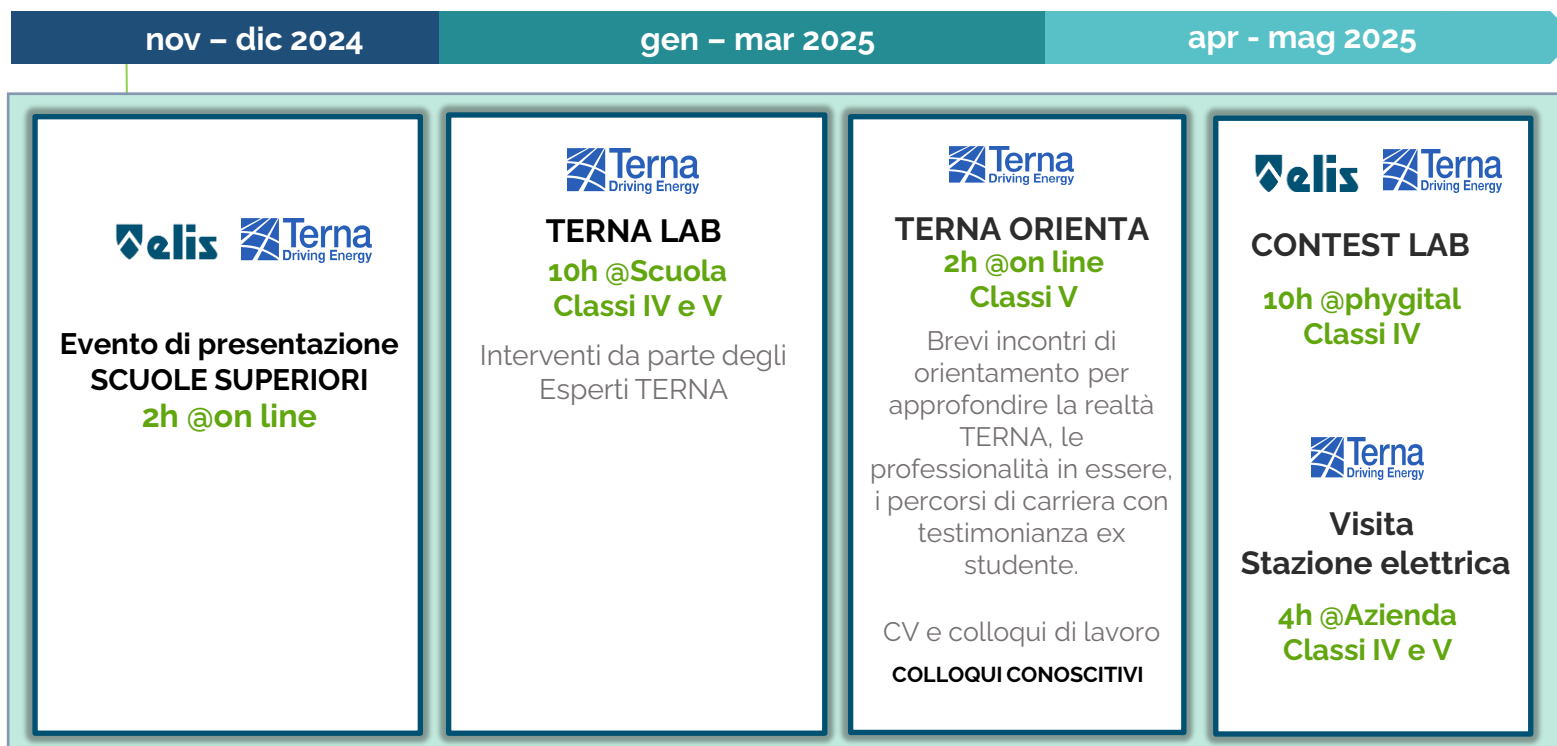 nov – dic 2024
gen – mar 2025
apr - mag 2025
elis
Terna
Driving Energy
Evento di presentazione
SCUOLE SUPERIORI
2h @on line
Terna
Driving Energy
TERNA LAB
10h @Scuola
Classi IV e V
Interventi da parte degli
Esperti TERNA
Terna
Driving Energy
TERNA ORIENTA
2h @on line
Classi V
Brevi incontri di
orientamento per
approfondire la realtà
TERNA, le
professionalità in essere,
i percorsi di carriera con
testimonianza ex
studente.
CV e colloqui di lavoro
COLLOQUI CONOSCITIVI
elis
Terna
Driving Energy
CONTEST LAB
10h @phygital
Classi IV
Terna
Driving Energy
Visita
Stazione elettrica
4h @Azienda
Classi IV e V